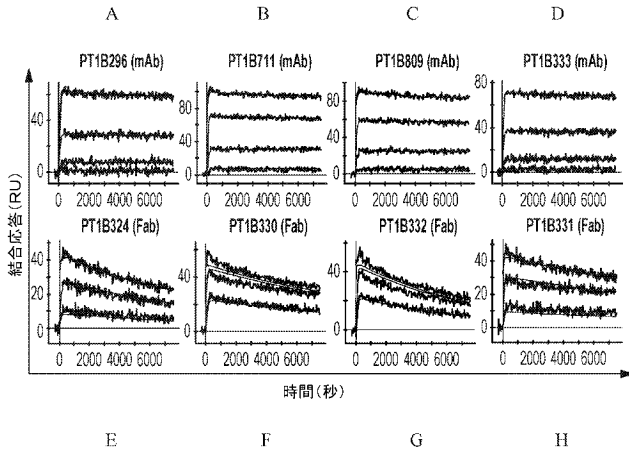 A B C D
PT1B296 (mAb) PT1B711 (mAb) PT1B809 (mAb) PT1B333 (mAb)
40
0
80
40
0
80
40
0
80
40
0
0 2000 4000 6000 0 2000 4000 6000 0 2000 4000 6000 0 2000 4000 6000
PT1B324 (Fab) PT1B330 (Fab) PT1B332 (Fab) PT1B331 (Fab)
40
20
0
40
0
40
0
40
20
0
0 2000 4000 6000 0 2000 4000 6000 0 2000 4000 6000 0 2000 4000 6000
結合応答(RU)
時間(秒)
E F G H